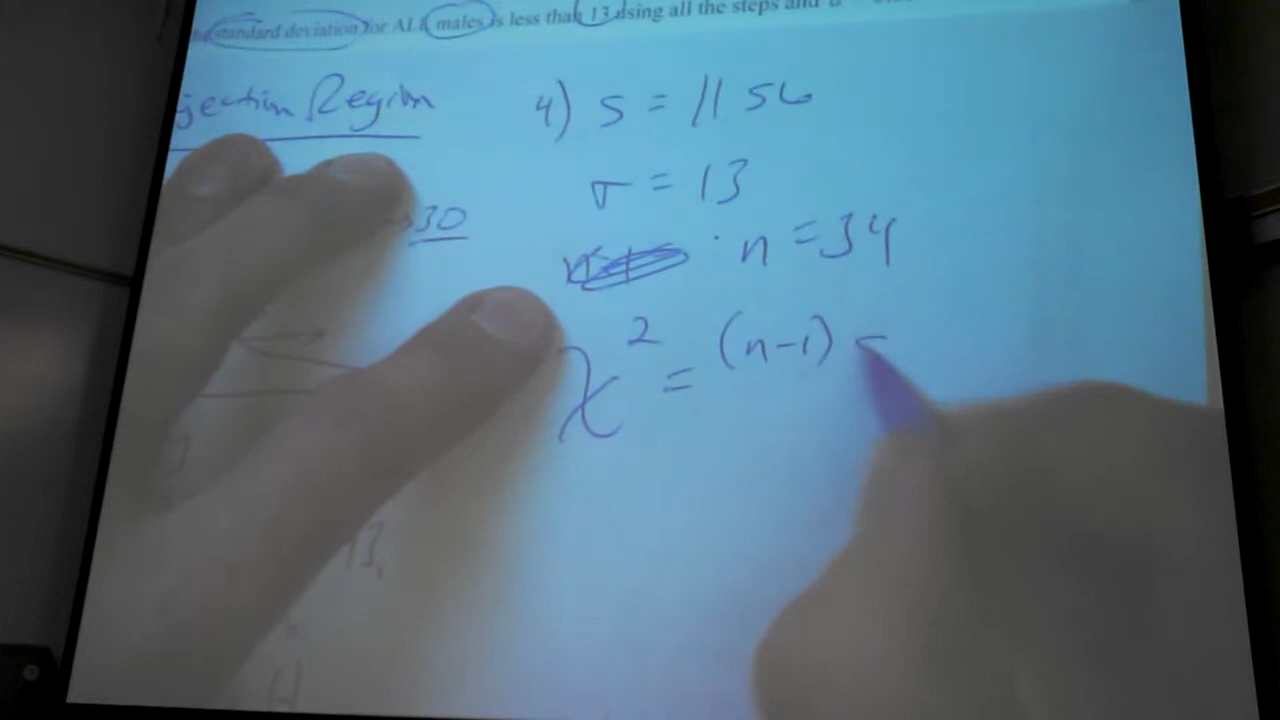 standard deviation for ALL males is less than 13 using all the steps and
jection Region
30
4) s = 11 56
σ = 13
n = 34
χ² = (n-1) s
13,